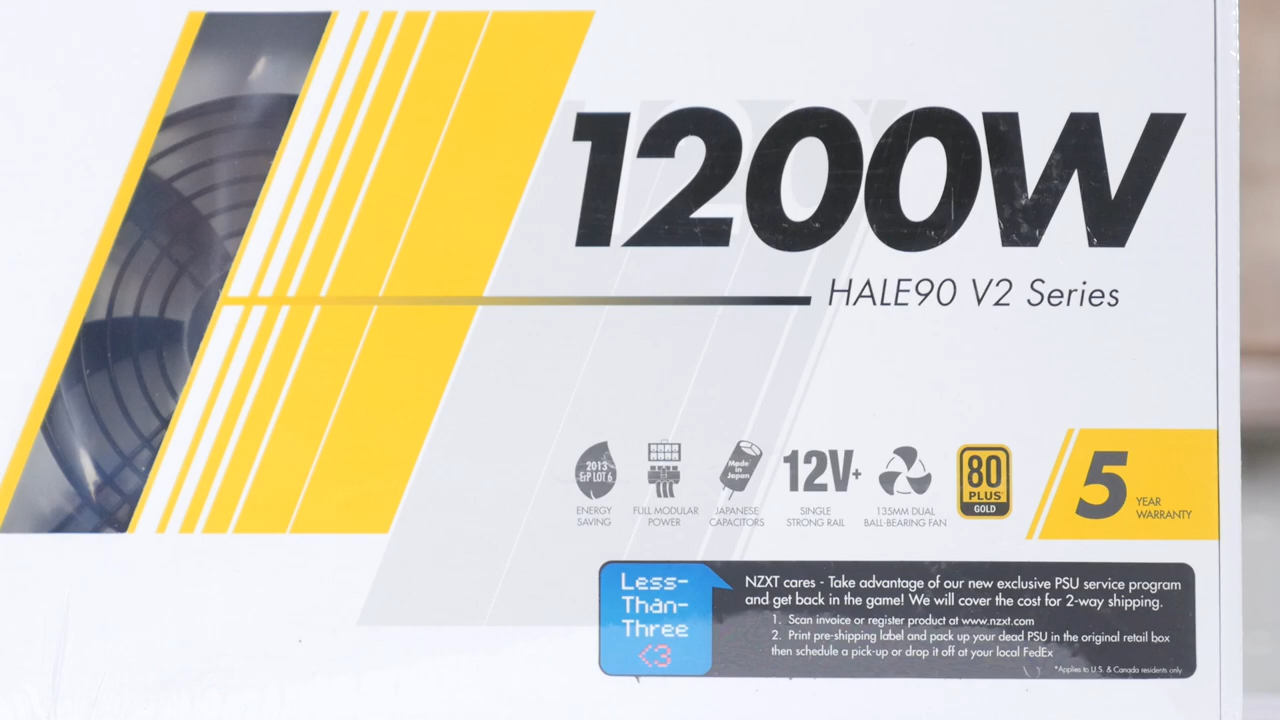 1200W
HALE90 V2 Series
2013
ErP LOT 6
ENERGY
SAVING
FULL MODULAR
POWER
Made
in
Japan
JAPANESE
CAPACITORS
12V+
SINGLE
STRONG RAIL
135MM DUAL
BALL-BEARING FAN
80
PLUS
GOLD
5
YEAR
WARRANTY
Less-
Than-
Three
<3
NZXT cares - Take advantage of our new exclusive PSU service program
and get back in the game! We will cover the cost for 2-way shipping.
1. Scan invoice or register product at www.nzxt.com
2. Print pre-shipping label and pack up your dead PSU in the original retail box
then schedule a pick-up or drop it off at your local FedEx
*Applies to U.S. & Canada residents only